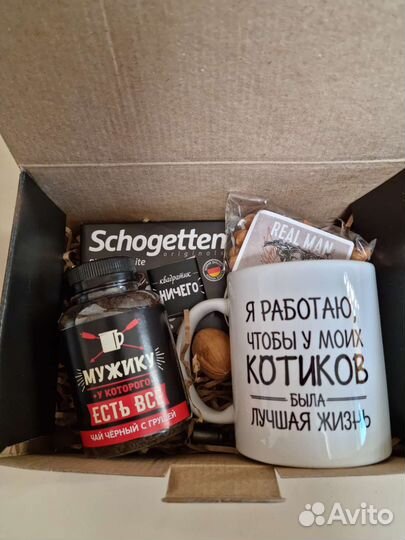 Schogetten
originals
REAL MAN
квадратик
НИЧЕГО
МУЖИКУ
У КОТОРОГО
ЕСТЬ ВСЁ
ЧАЙ ЧЁРНЫЙ С ГРУШЕЙ
Я РАБОТАЮ,
ЧТОБЫ У МОИХ
КОТИКОВ
БЫЛА
ЛУЧШАЯ ЖИЗНЬ
Avito